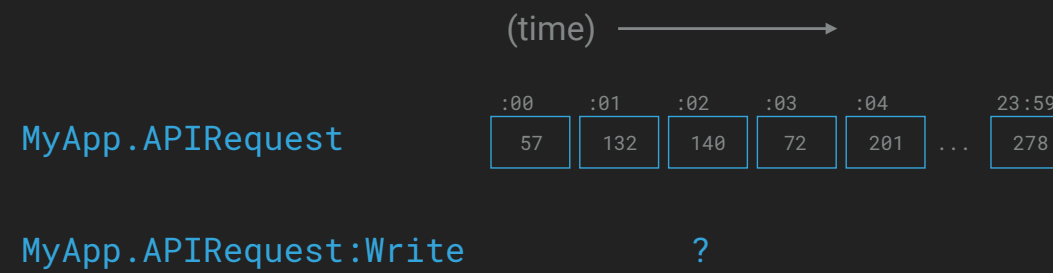 (time)
:00 :01 :02 :03 :04 23:59
MyApp.APIRequest 57 132 140 72 201 ... 278
MyApp.APIRequest:Write ?